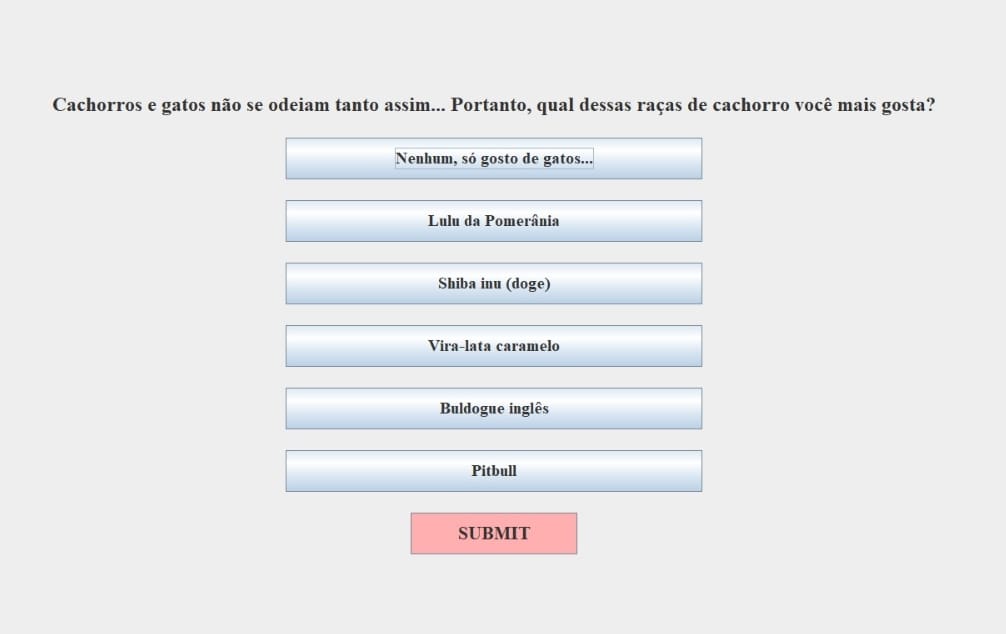 Cachorros e gatos não se odeiam tanto assim... Portanto, qual dessas raças de cachorro você mais gosta?
Nenhum, só gosto de gatos...
Lulu da Pomerânia
Shiba inu (doge)
Vira-lata caramelo
Buldogue inglês
Pitbull
SUBMIT